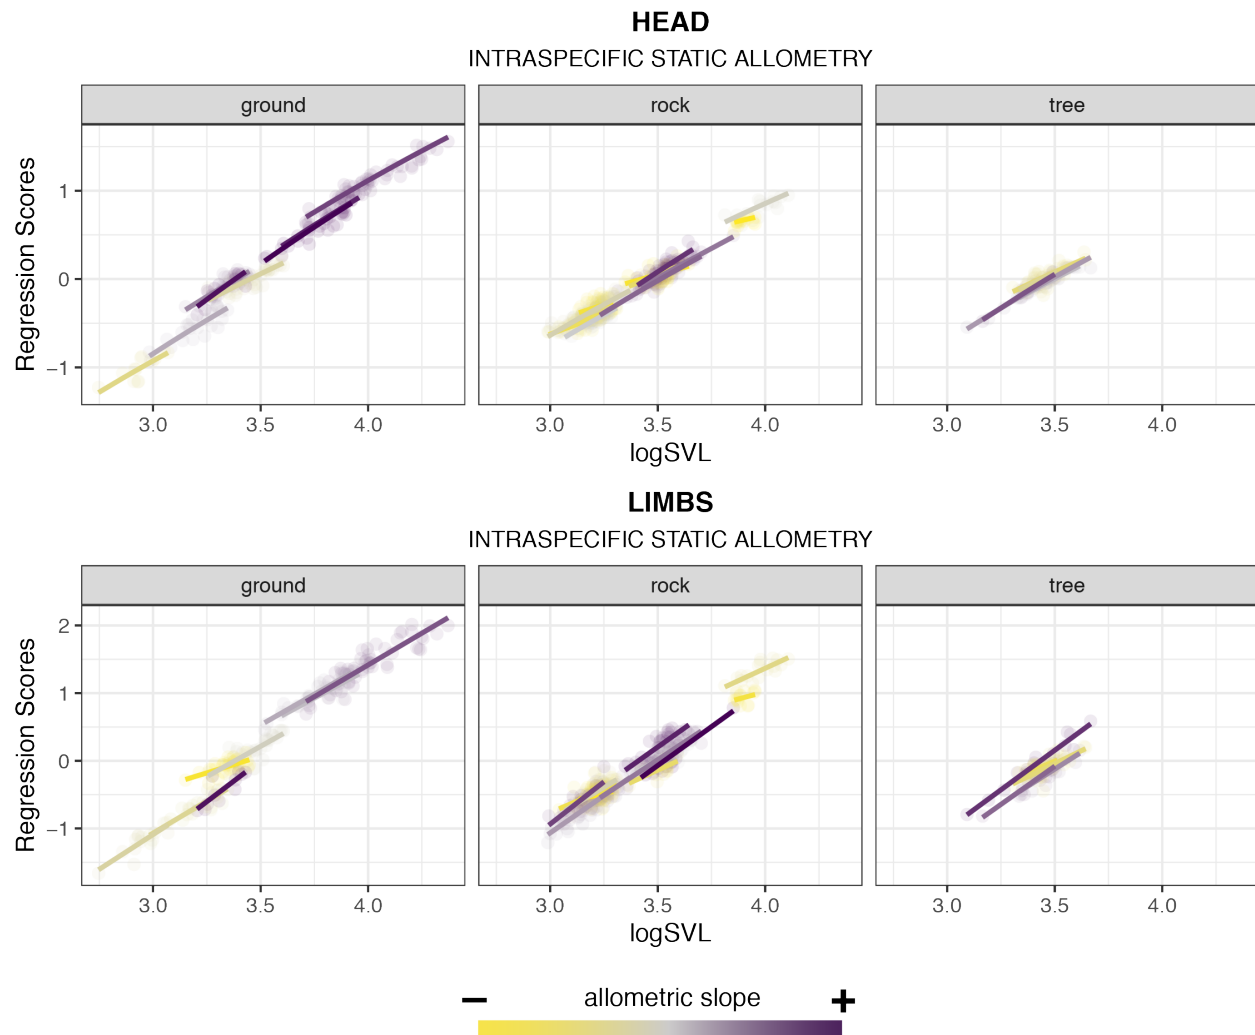 HEAD
INTRASPECIFIC STATIC ALLOMETRY
ground rock tree
Regression Scores
1
0
−1
3.0 3.5 4.0 3.0 3.5 4.0 3.0 3.5 4.0
logSVL
LIMBS
INTRASPECIFIC STATIC ALLOMETRY
ground rock tree
Regression Scores
2
1
0
−1
3.0 3.5 4.0 3.0 3.5 4.0 3.0 3.5 4.0
logSVL
− allometric slope +